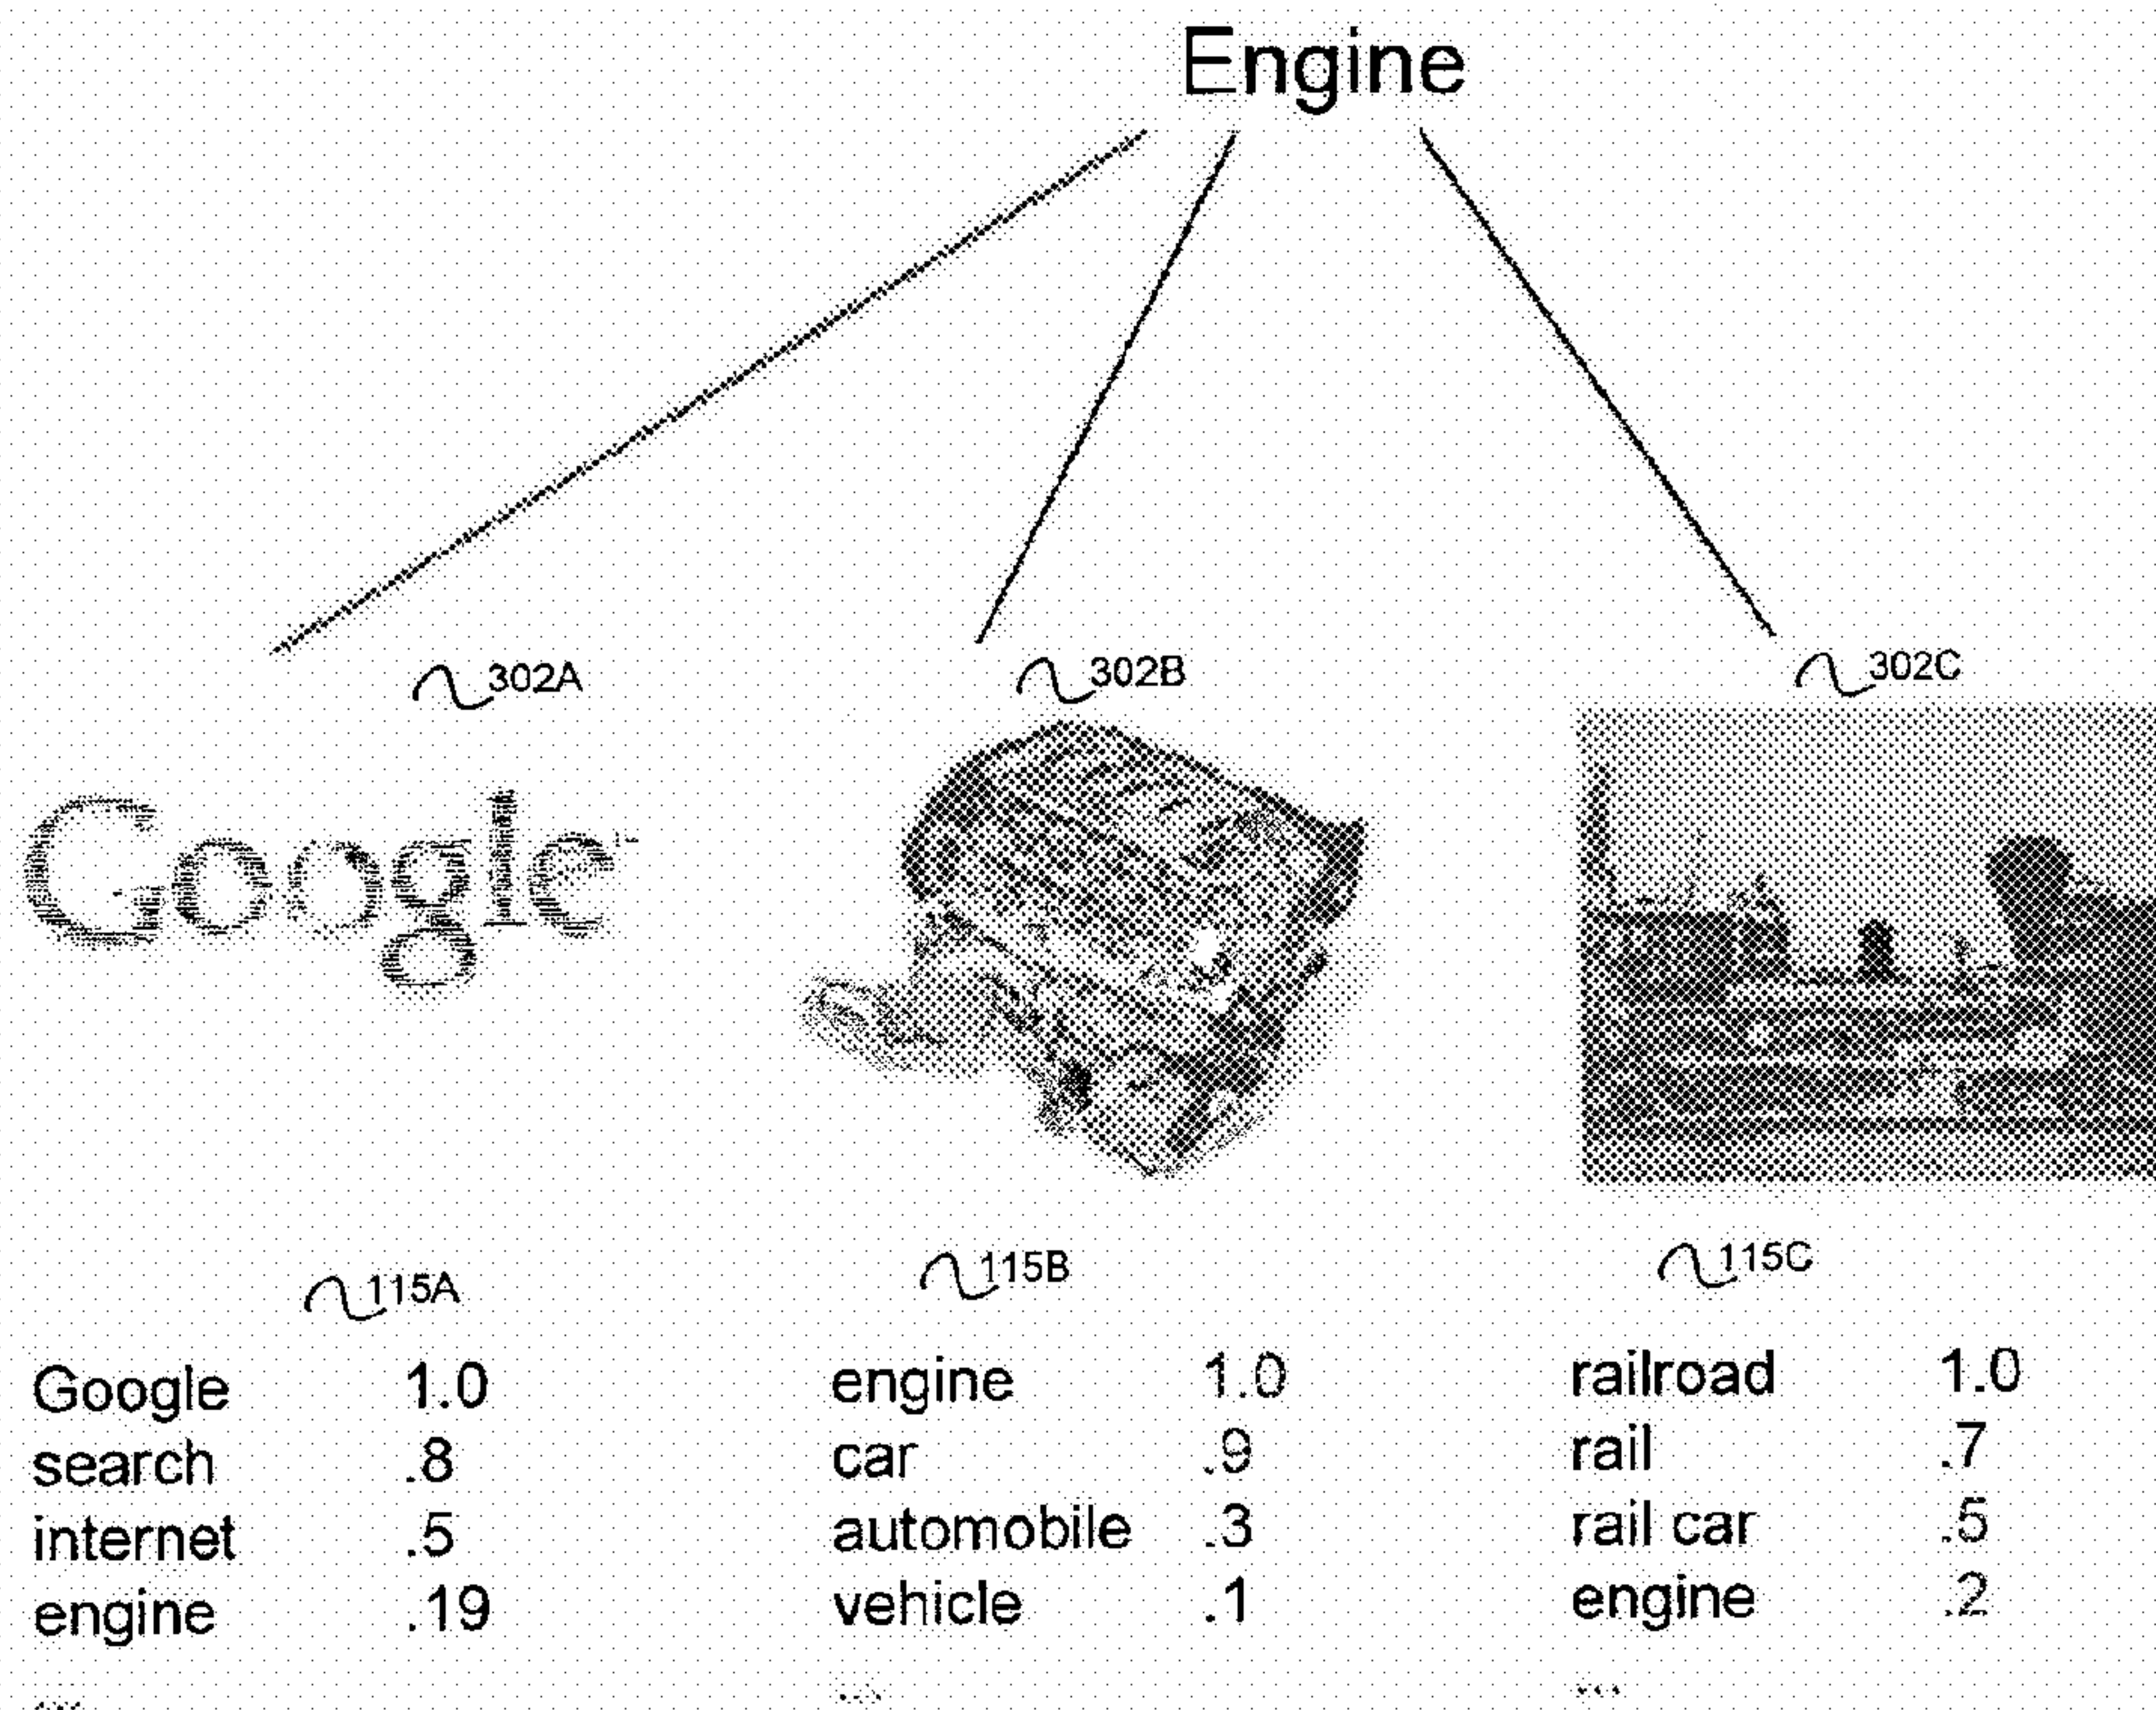 Engine
302A
302B
302C
Google
115A
115B
115C
Google 1.0
search .8
internet .5
engine .19
...
engine 1.0
car .9
automobile .3
vehicle .1
...
railroad 1.0
rail .7
rail car .5
engine .2
...